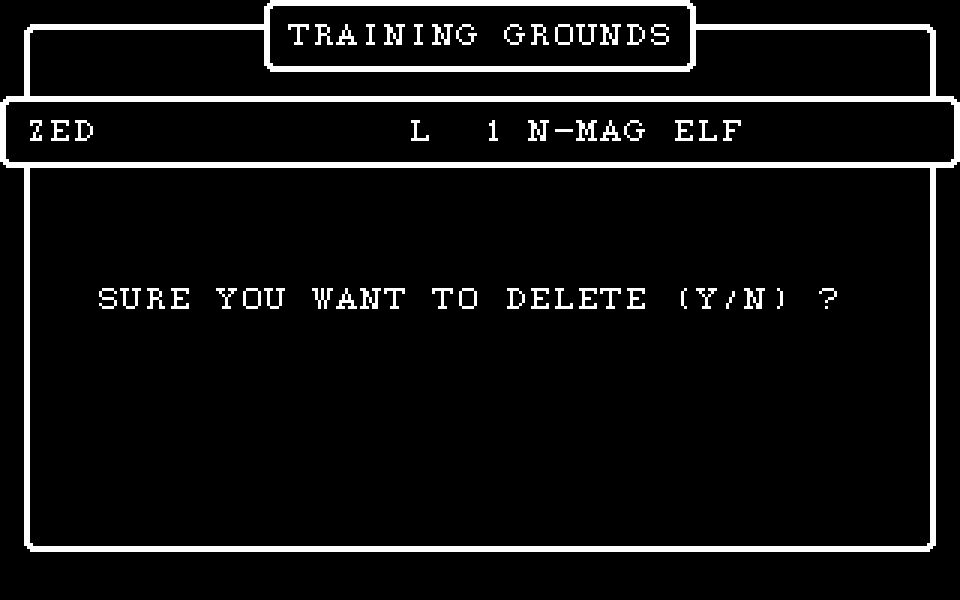 TRAINING GROUNDS
ZED L 1 N-MAG ELF
SURE YOU WANT TO DELETE (Y/N) ?